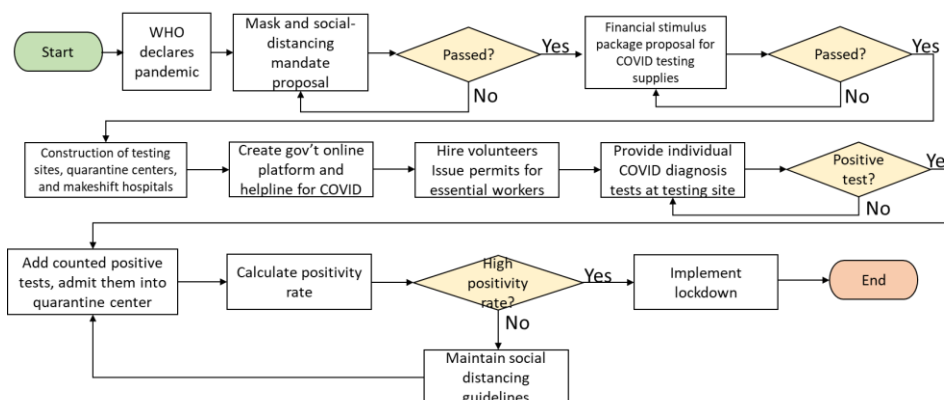 Start
WHO
declares
pandemic
Mask and social-
distancing
mandate
proposal
Passed?
Yes
No
Financial stimulus
package proposal for
COVID testing
supplies
Passed?
Yes
No
Construction of testing
sites, quarantine centers,
and makeshift hospitals
Create gov't online
platform and
helpline for COVID
Hire volunteers
Issue permits for
essential workers
Provide individual
COVID diagnosis
tests at testing site
Positive
test?
Ye
No
Add counted positive
tests, admit them into
quarantine center
Calculate positivity
rate
High
positivity
rate?
Yes
No
Implement
lockdown
End
Maintain social
distancing
guidelines